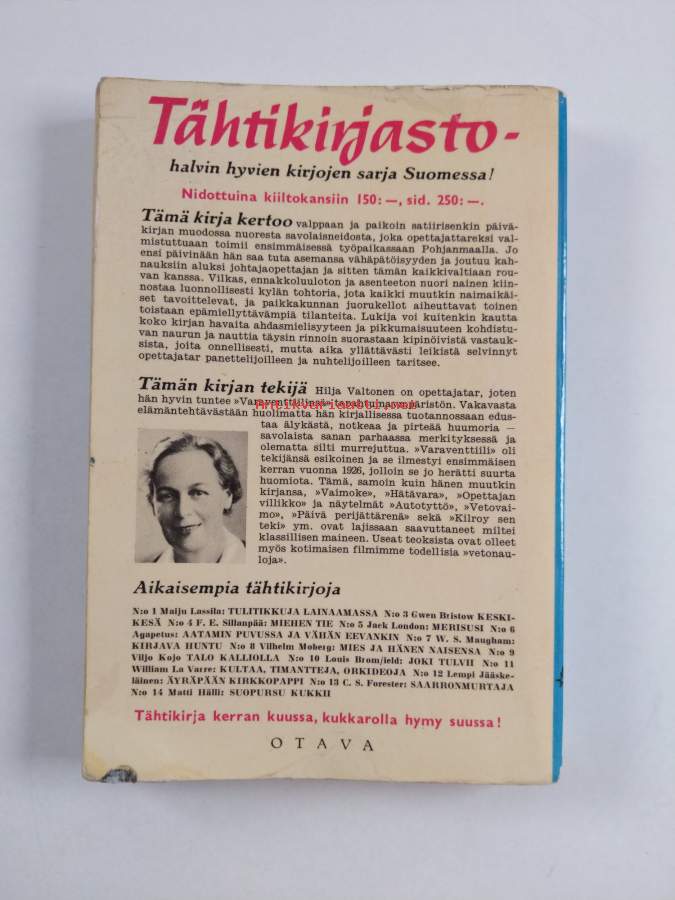 Tähtikirjasto-
halvin hyvien kirjojen sarja Suomessa!
Nidottuina kiiltokansiin 150: —, sid. 250: —.
Tämä kirja kertoo valppaan ja paikoin satiirisenkin päivä-
kirjan muodossa nuoresta savolaisneidosta, joka opettajattareksi val-
mistuttuaan toimii ensimmäisessä työpaikassaan Pohjanmaalla. Jo
ensi päivinään hän saa tuta asemansa vähäpätöisyyden ja joutuu kah-
nauksiin aluksi johtajaopettajan ja sitten tämän kaikkivaltiaan rou-
van kanssa. Vilkas, ennakkoluuloton ja asenteeton nuori nainen kiin-
nostaa luonnollisesti kylän tohtoria, jota kaikki muutkin naimaikäi-
set tavoittelevat, ja paikkakunnan juorukellot aiheuttavat toinen
toistaan epämiellyttävämpiä tilanteita. Lukija voi kuitenkin kautta
koko kirjan havaita ahdasmielisyyteen ja pikkumaisuuteen kohdistu-
van naurun ja nauttia täysin rinnoin suorastaan kipinöivistä vastauk-
sista, joita onnellisesti, mutta aika yllättävästi leikistä selvinnyt
opettajatar panettelijoilleen ja nuhtelijoilleen taritsee.
Tämän kirjan tekijä Hilja Valtonen on opettajatar, joten
hän hyvin tuntee »Varaventtiilinsä» tapahtumaympäristön. Vakavasta
Antikvariaatti.net
elämäntehtävästään huolimatta hän kirjallisessa tuotannossaan edus-
taa älykästä, notkeaa ja pirteää huumoria —
savolaista sanan parhaassa merkityksessä ja
olematta silti murrejuttua. »Varaventtiili» oli
tekijänsä esikoinen ja se ilmestyi ensimmäisen
kerran vuonna 1926, jolloin se jo herätti suurta
huomiota. Tämä, samoin kuin hänen muutkin
kirjansa, »Vaimoke», »Hätävara», »Opettajan
villikko» ja näytelmät »Autotyttö», »Vetovai-
mo», »Päivä perijättärenä» sekä »Kilroy sen
teki» ym. ovat lajissaan saavuttaneet miltei
klassillisen maineen. Useat teoksista ovat olleet
myös kotimaisen filmimme todellisia »vetonau-
loja».
Aikaisempia tähtikirjoja
N:o 1 Maiju Lassila: TULITIKKUJA LAINAAMASSA N:o 3 Gwen Bristow KESKI-
KESÄ N:o 4 F. E. Sillanpää: MIEHEN TIE N:o 5 Jack London: MERISUSI N:o 6
Agapetus: AATAMIN PUVUSSA JA VÄHÄN EEVANKIN N:o 7 W. S. Maugham:
KIRJAVA HUNTU N:o 8 Vilhelm Moberg: MIES JA HÄNEN NAISENSA N:o 9
Viljo Kojo TALO KALLIOLLA N:o 10 Louis Bromfield: JOKI TULVII N:o 11
William La Varre: KULTAA, TIMANTTEJA, ORKIDEOJA N:o 12 Lempi Jääske-
läinen: ÄYRÄPÄÄN KIRKKOPAPPI N:o 13 C. S. Forester: SAARRONMURTAJA
N:o 14 Matti Hälli: SUOPURSU KUKKII
Tähtikirja kerran kuussa, kukkarolla hymy suussa!
OTAVA